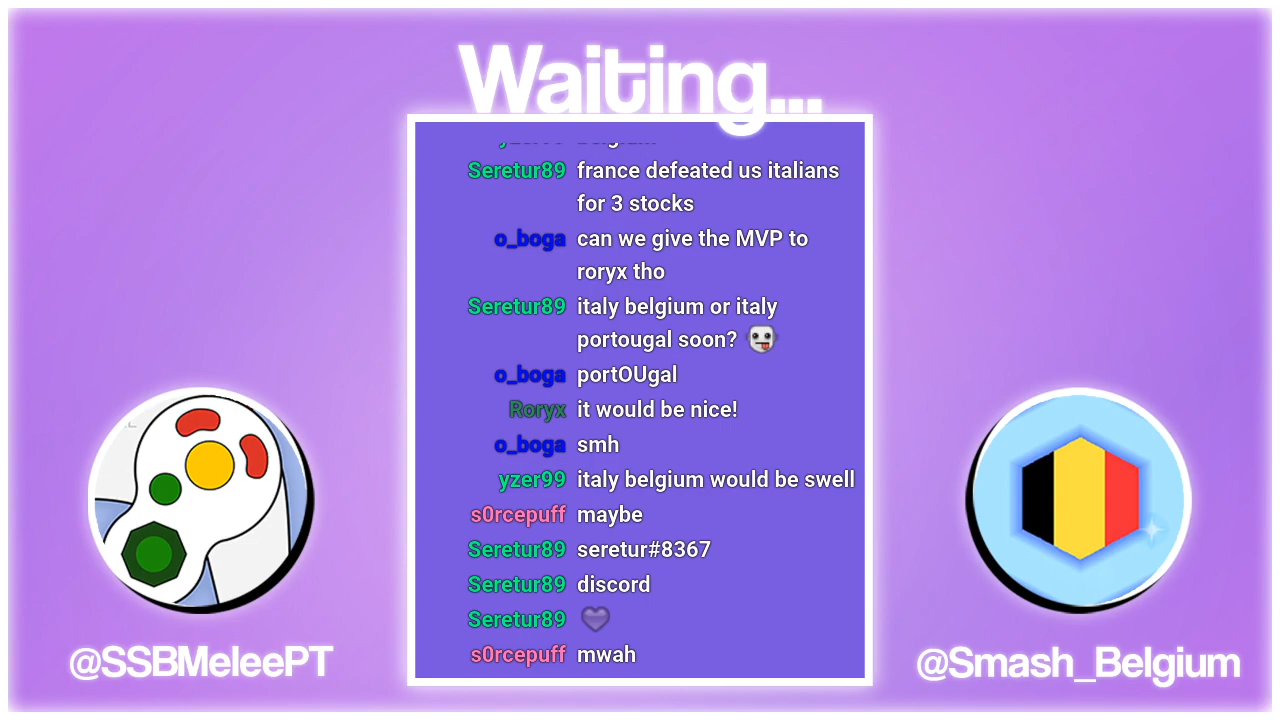 Waiting...
Seretur89 france defeated us italians
for 3 stocks
o_boga can we give the MVP to
roryx tho
Seretur89 italy belgium or italy
portougal soon?
o_boga portOUgal
Roryx it would be nice!
o_boga smh
yzer99 italy belgium would be swell
s0rcepuff maybe
Seretur89 seretur#8367
Seretur89 discord
Seretur89
s0rcepuff mwah
@SSBMeleePT
@Smash_Belgium